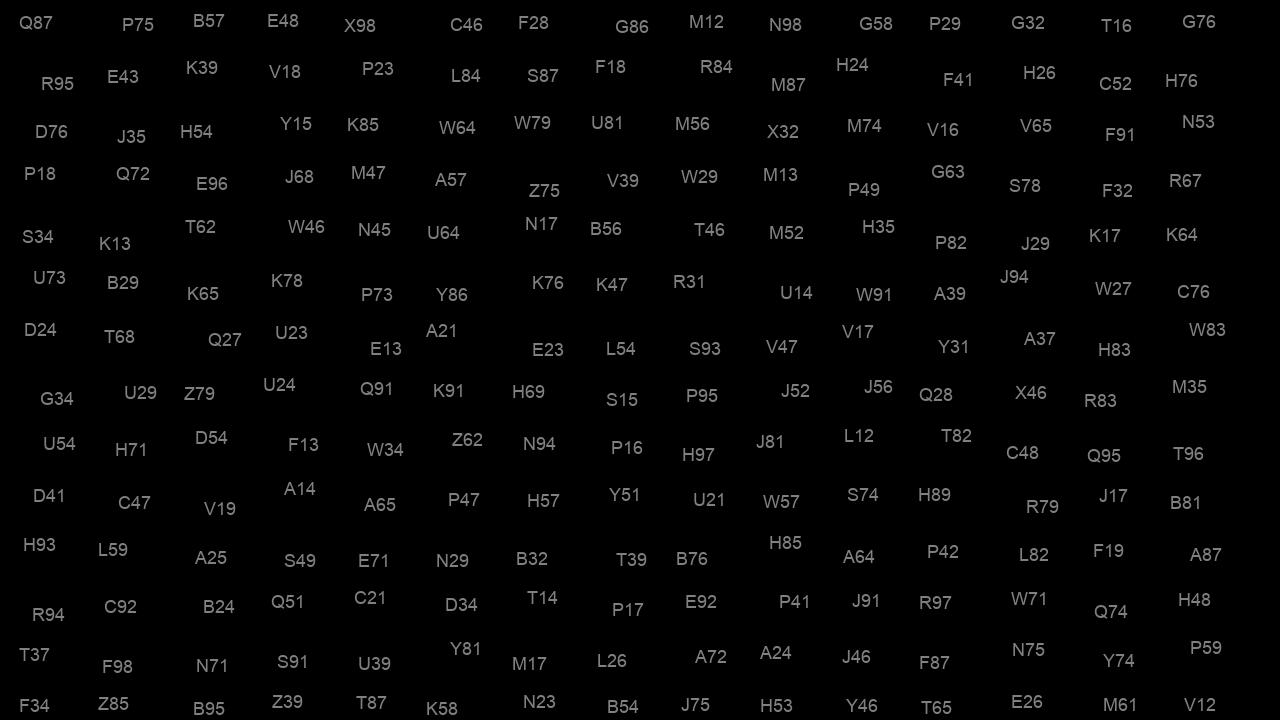 Q87 P75 B57 E48 X98 C46 F28 G86 M12 N98 G58 P29 G32 T16 G76
R95 E43 K39 V18 P23 L84 S87 F18 R84 M87 H24 F41 H26 C52 H76
D76 J35 H54 Y15 K85 W64 W79 U81 M56 X32 M74 V16 V65 F91 N53
P18 Q72 E96 J68 M47 A57 Z75 V39 W29 M13 P49 G63 S78 F32 R67
S34 K13 T62 W46 N45 U64 N17 B56 T46 M52 H35 P82 J29 K17 K64
U73 B29 K65 K78 P73 Y86 K76 K47 R31 U14 W91 A39 J94 W27 C76
D24 T68 Q27 U23 E13 A21 E23 L54 S93 V47 V17 Y31 A37 H83 W83
G34 U29 Z79 U24 Q91 K91 H69 S15 P95 J52 J56 Q28 X46 R83 M35
U54 H71 D54 F13 W34 Z62 N94 P16 H97 J81 L12 T82 C48 Q95 T96
D41 C47 V19 A14 A65 P47 H57 Y51 U21 W57 S74 H89 R79 J17 B81
H93 L59 A25 S49 E71 N29 B32 T39 B76 H85 A64 P42 L82 F19 A87
R94 C92 B24 Q51 C21 D34 T14 P17 E92 P41 J91 R97 W71 Q74 H48
T37 F98 N71 S91 U39 Y81 M17 L26 A72 A24 J46 F87 N75 Y74 P59
F34 Z85 B95 Z39 T87 K58 N23 B54 J75 H53 Y46 T65 E26 M61 V12